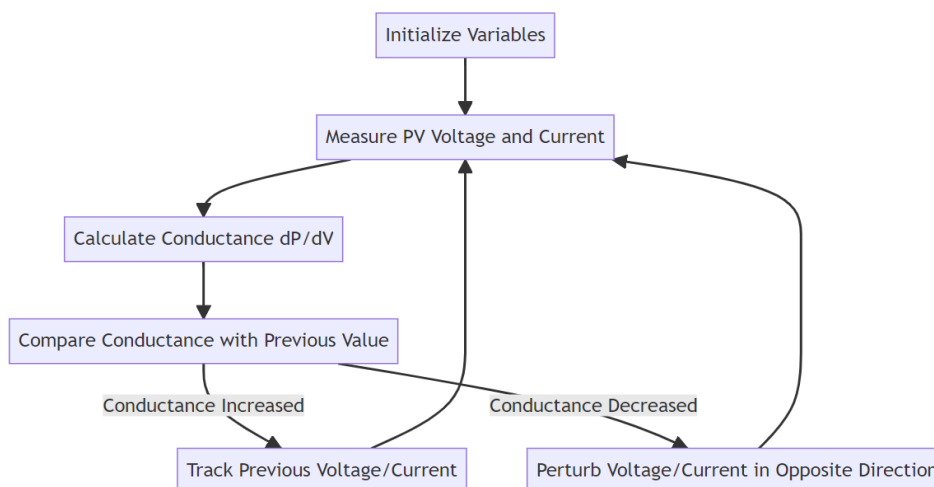 Initialize Variables
Measure PV Voltage and Current
Calculate Conductance dP/dV
Compare Conductance with Previous Value
Conductance Increased
Conductance Decreased
Track Previous Voltage/Current
Perturb Voltage/Current in Opposite Direction